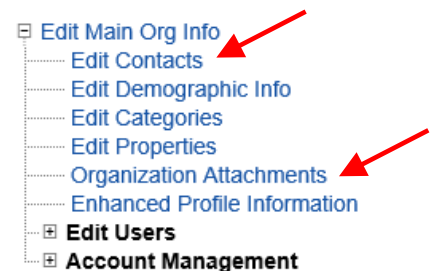 Edit Main Org Info
Edit Contacts
Edit Demographic Info
Edit Categories
Edit Properties
Organization Attachments
Enhanced Profile Information
Edit Users
Account Management